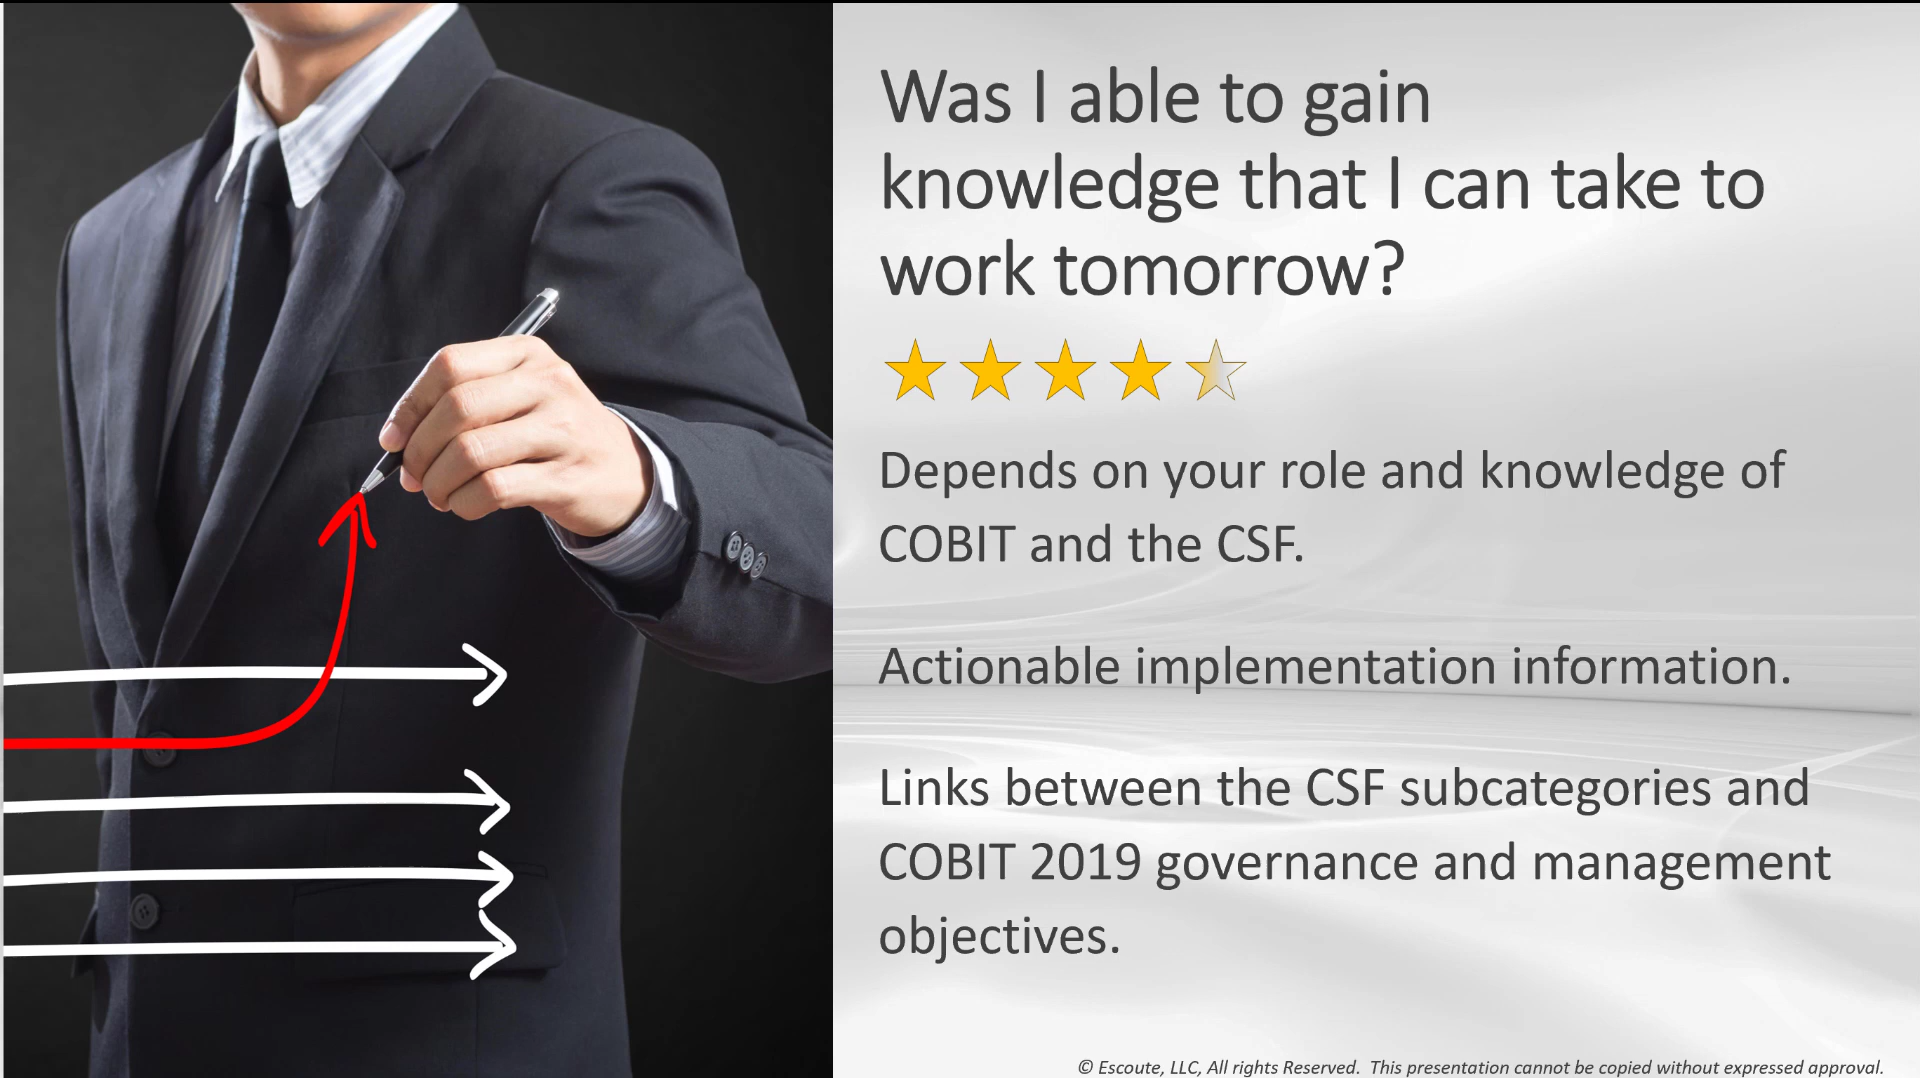 Was I able to gain
knowledge that I can take to
work tomorrow?
Depends on your role and knowledge of
COBIT and the CSF.
Actionable implementation information.
Links between the CSF subcategories and
COBIT 2019 governance and management
objectives.
© Escoute, LLC, All rights Reserved.  This presentation cannot be copied without expressed approval.